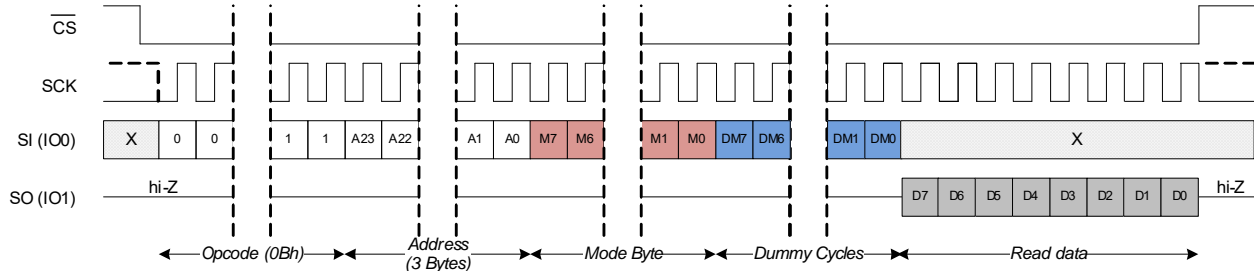 CS
SCK
SI (IO0) X 0 0 1 1 A23 A22 A1 A0 M7 M6 M1 M0 DM7 DM6 DM1 DM0 X
hi-Z hi-Z
SO (IO1) D7 D6 D5 D4 D3 D2 D1 D0
Opcode (0Bh) Address Mode Byte Dummy Cycles Read data
(3 Bytes)